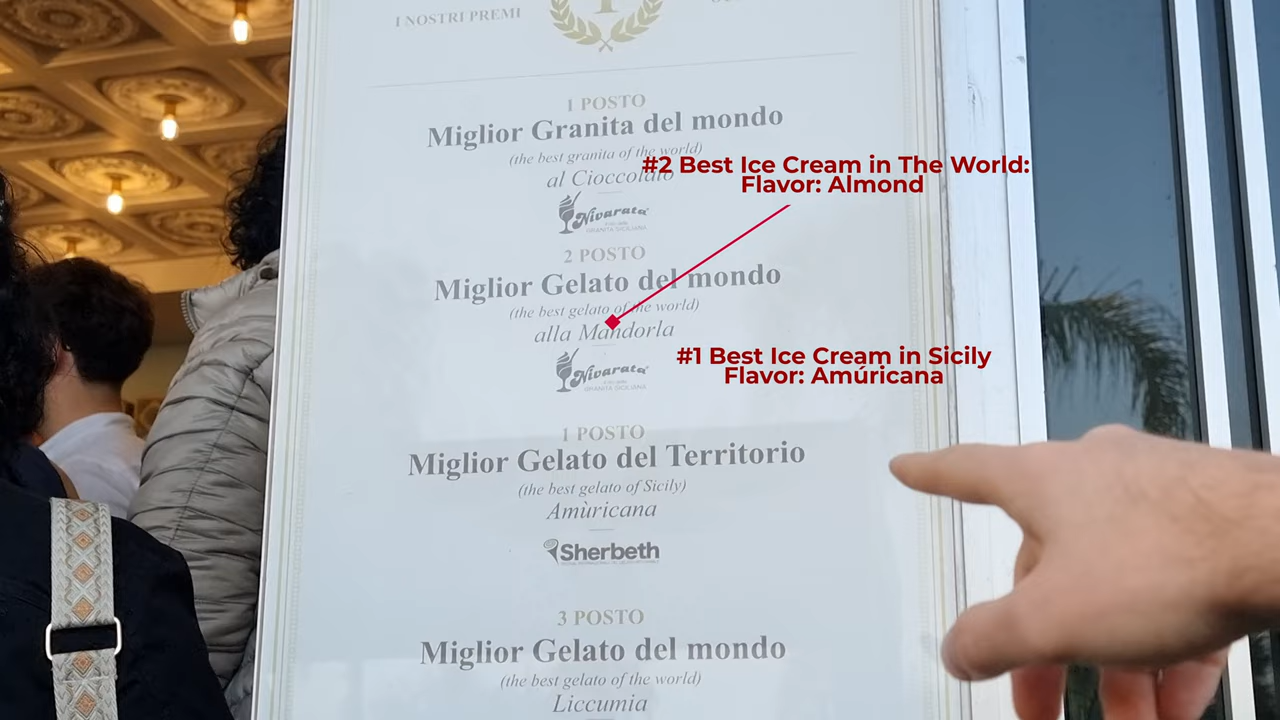 I NOSTRI PREMI
1
1 POSTO
Miglior Granita del mondo
(the best granita of the world)
al Cioccolato
#2 Best Ice Cream in The World:
Flavor: Almond
Nivarata
GRANITA SICILIANA
2 POSTO
Miglior Gelato del mondo
(the best gelato of the world)
alla Mandorla
Nivarata
GRANITA SICILIANA
#1 Best Ice Cream in Sicily
Flavor: Amúricana
1 POSTO
Miglior Gelato del Territorio
(the best gelato of Sicily)
Amùricana
Sherbeth
3 POSTO
Miglior Gelato del mondo
(the best gelato of the world)
Liccumia